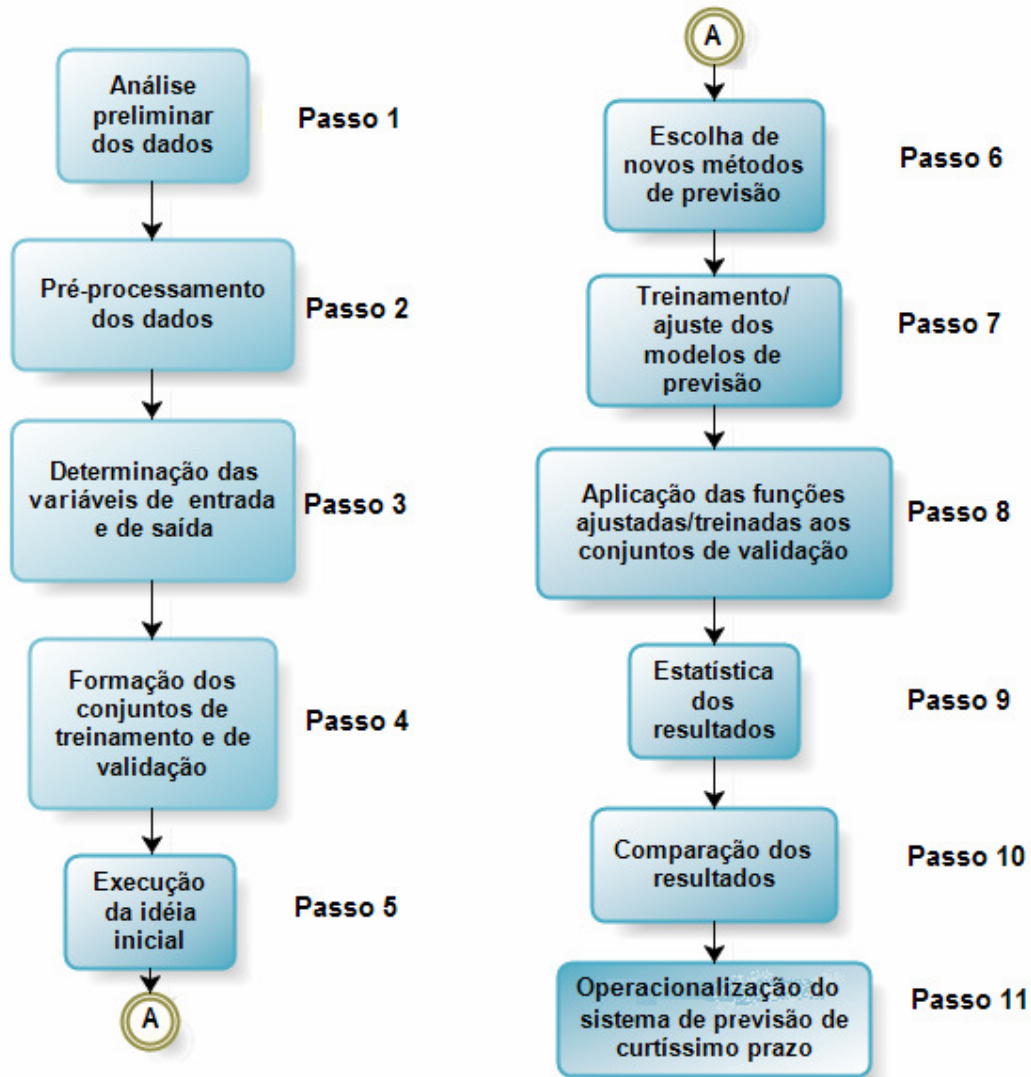 Análise
preliminar
dos dados
Passo 1
Pré-processamento
dos dados
Passo 2
Determinação das
variáveis de entrada
e de saída
Passo 3
Formação dos
conjuntos de
treinamento e de
validação
Passo 4
Execução
da idéia
inicial
Passo 5
A
A
Escolha de
novos métodos
de previsão
Passo 6
Treinamento/
ajuste dos
modelos de
previsão
Passo 7
Aplicação das funções
ajustadas/treinadas aos
conjuntos de validação
Passo 8
Estatística
dos
resultados
Passo 9
Comparação dos
resultados
Passo 10
Operacionalização do
sistema de previsão de
curtíssimo prazo
Passo 11